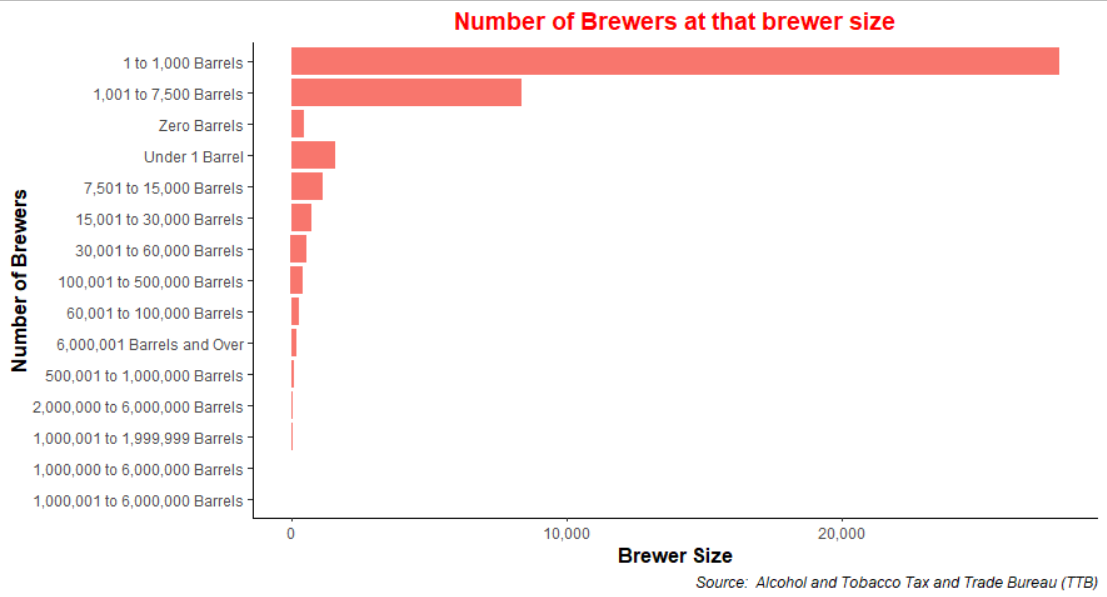 Number of Brewers at that brewer size
1 to 1,000 Barrels
1,001 to 7,500 Barrels
Zero Barrels
Under 1 Barrel
7,501 to 15,000 Barrels
15,001 to 30,000 Barrels
30,001 to 60,000 Barrels
100,001 to 500,000 Barrels
60,001 to 100,000 Barrels
6,000,001 Barrels and Over
500,001 to 1,000,000 Barrels
2,000,000 to 6,000,000 Barrels
1,000,001 to 1,999,999 Barrels
1,000,000 to 6,000,000 Barrels
1,000,001 to 6,000,000 Barrels
Number of Brewers
0 10,000 20,000
Brewer Size
Source: Alcohol and Tobacco Tax and Trade Bureau (TTB)